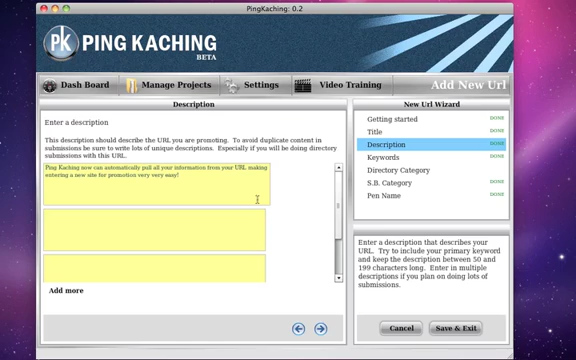 PingKaching: 0.2
PK PING KACHING
BETA
Dash Board
Manage Projects
Settings
Video Training
Add New Url
Description
Enter a description
This description should describe the URL you are promoting. To avoid duplicate content in
submissions be sure to write lots of unique descriptions. Especially if you will be doing directory
submissions with this URL.
Ping Kaching now can automatically pull all your information from your URL making
entering a new site for promotion very very easy!
Add more
New Url Wizard
Getting started DONE
Title DONE
Description DONE
Keywords DONE
Directory Category
S.B. Category DONE
Pen Name DONE
Enter a description that describes your
URL. Try to include your primary keyword
and keep the description between 50 and
199 characters long. Enter in multiple
descriptions if you plan on doing lots of
submissions.
Cancel
Save & Exit